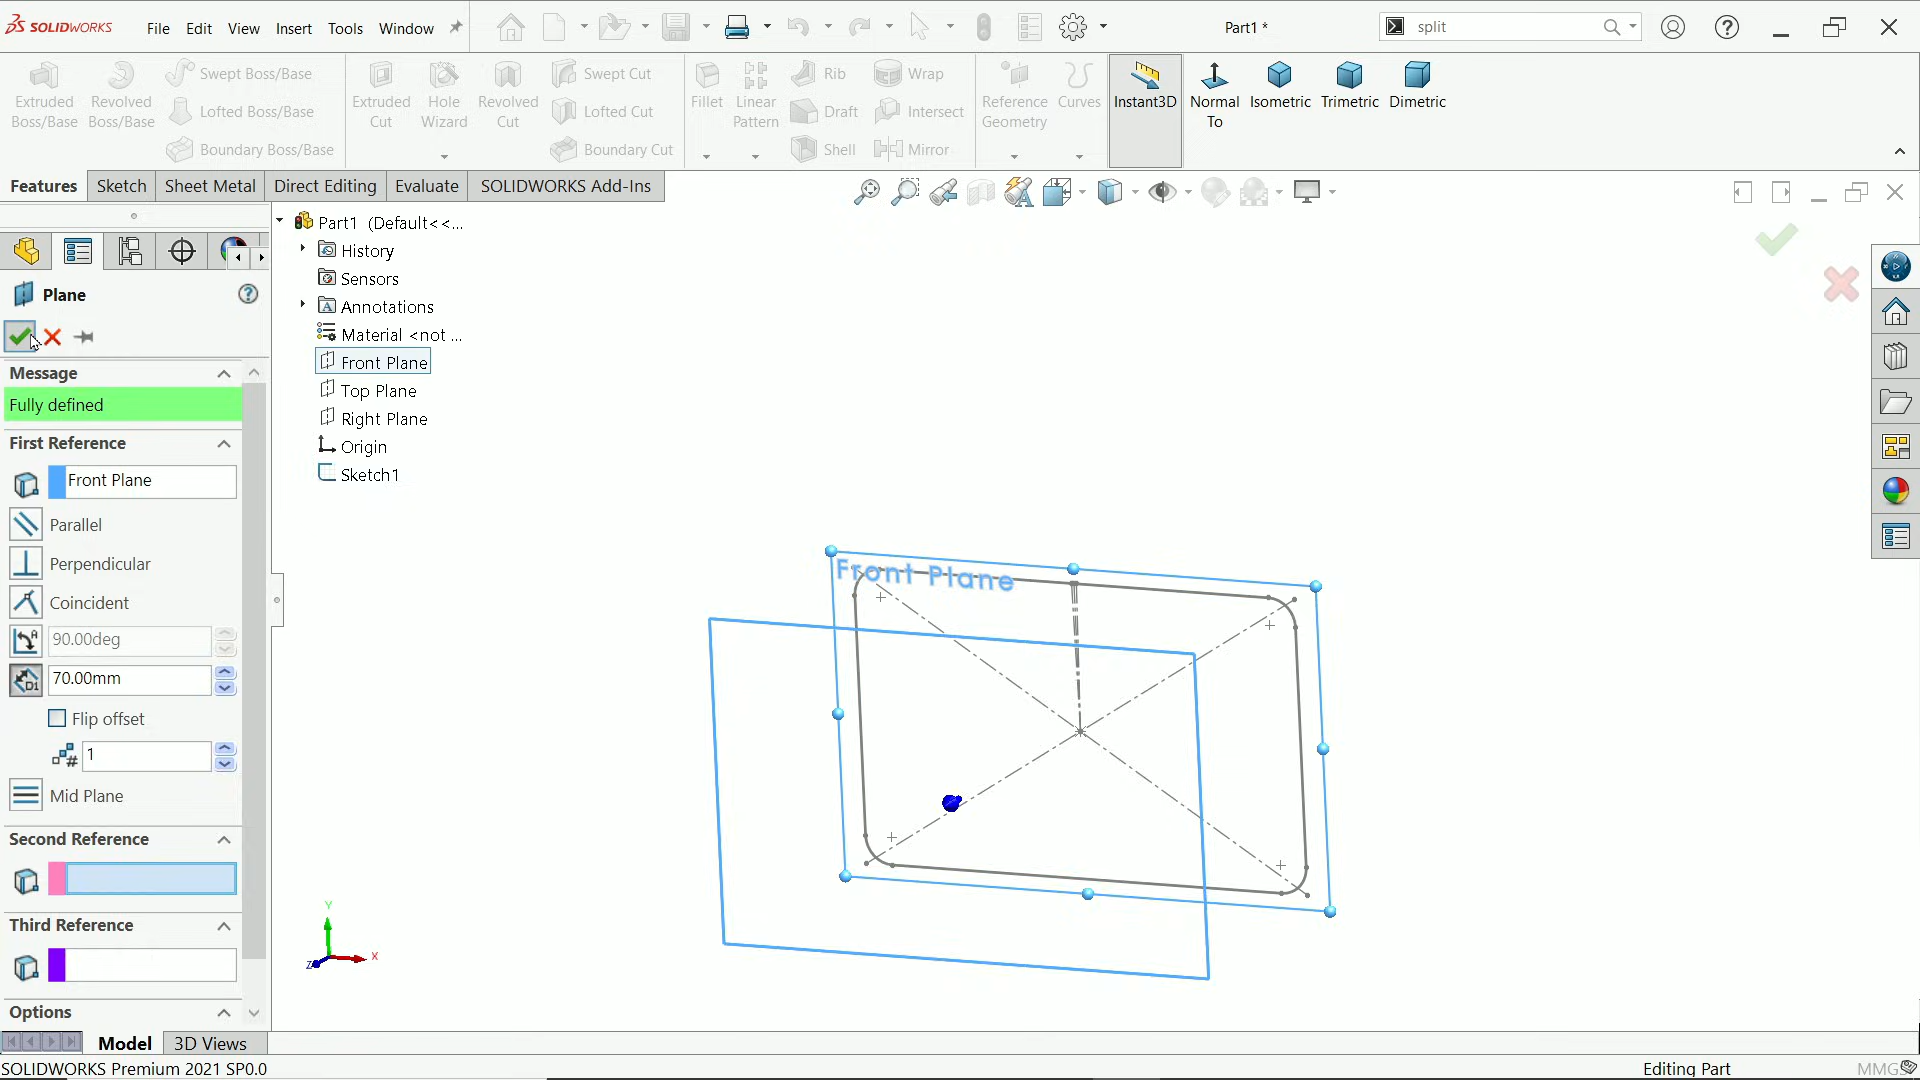 SOLIDWORKS File Edit View Insert Tools Window Part1 * split
Extruded Boss/Base
Revolved Boss/Base
Swept Boss/Base
Lofted Boss/Base
Boundary Boss/Base
Extruded Cut
Hole Wizard
Revolved Cut
Swept Cut
Lofted Cut
Boundary Cut
Fillet
Linear Pattern
Rib
Draft
Shell
Wrap
Intersect
Mirror
Reference Geometry
Curves
Instant3D
Normal To
Isometric
Trimetric
Dimetric
Features Sketch Sheet Metal Direct Editing Evaluate SOLIDWORKS Add-Ins
Part1 (Default<<...
History
Sensors
Annotations
Material <not ...
Front Plane
Top Plane
Right Plane
Origin
Sketch1
Plane
Message
Fully defined
First Reference
Front Plane
Parallel
Perpendicular
Coincident
90.00deg
70.00mm
Flip offset
1
Mid Plane
Second Reference
Third Reference
Options
Front Plane
Y
X
Z
Model 3D Views
SOLIDWORKS Premium 2021 SP0.0 Editing Part MMGS